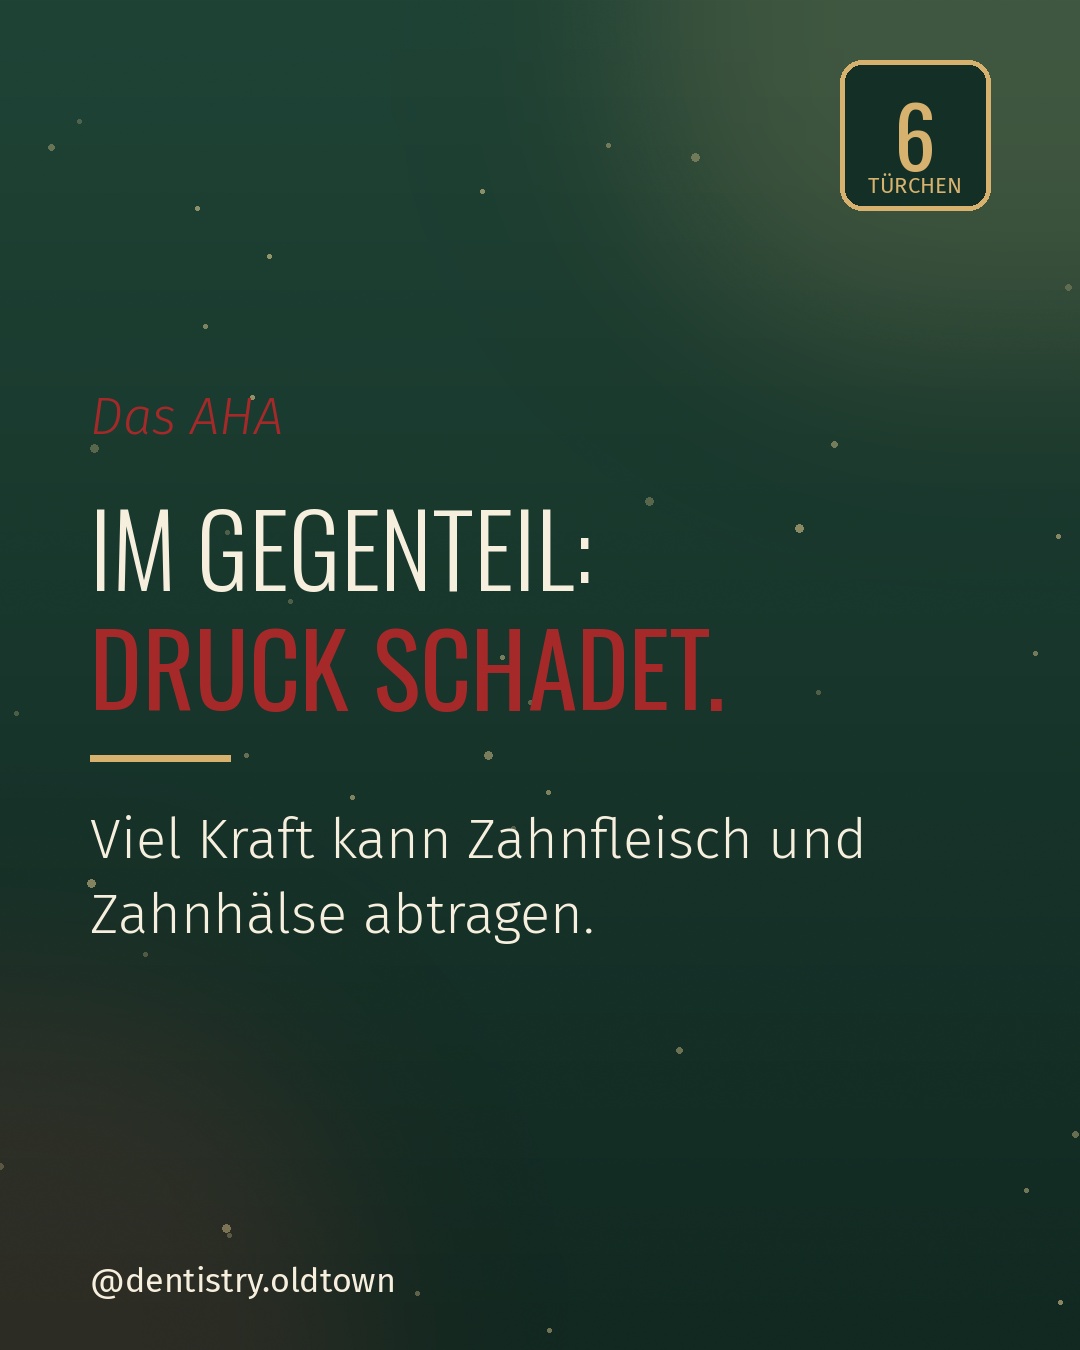 6
TÜRCHEN
Das AHA
IM GEGENTEIL:
DRUCK SCHADET.
Viel Kraft kann Zahnfleisch und
Zahnhälse abtragen.
@dentistry.oldtown